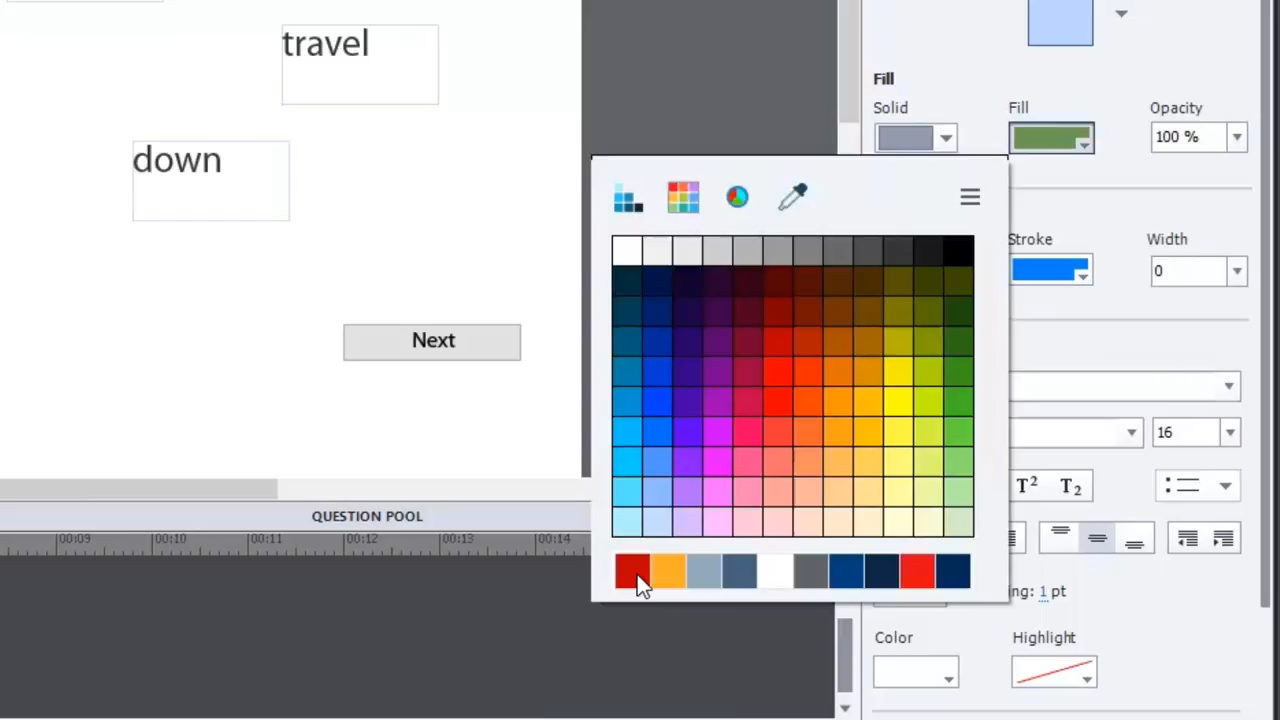 travel
down
Next
QUESTION POOL
00:09
00:10
00:11
00:12
00:13
00:14
Fill
Solid
Fill
Opacity
100 %
Stroke
Width
0
16
T² T₂
ing: 1 pt
Color
Highlight